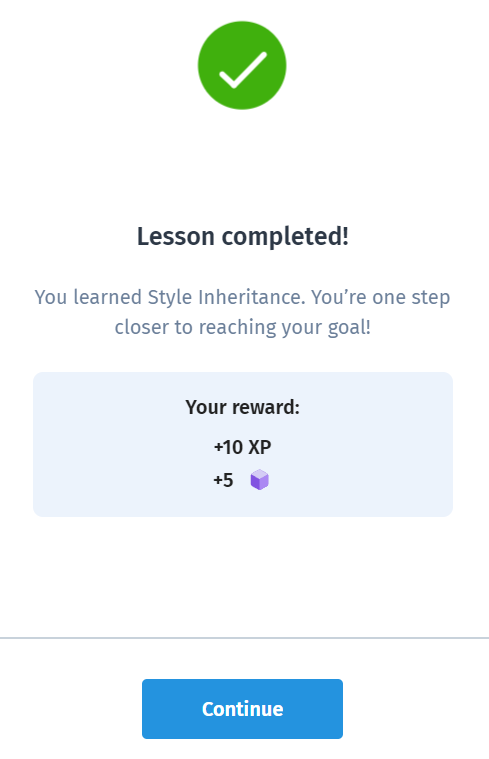 Lesson completed!
You learned Style Inheritance. You’re one step
closer to reaching your goal!
Your reward:
+10 XP
+5
Continue